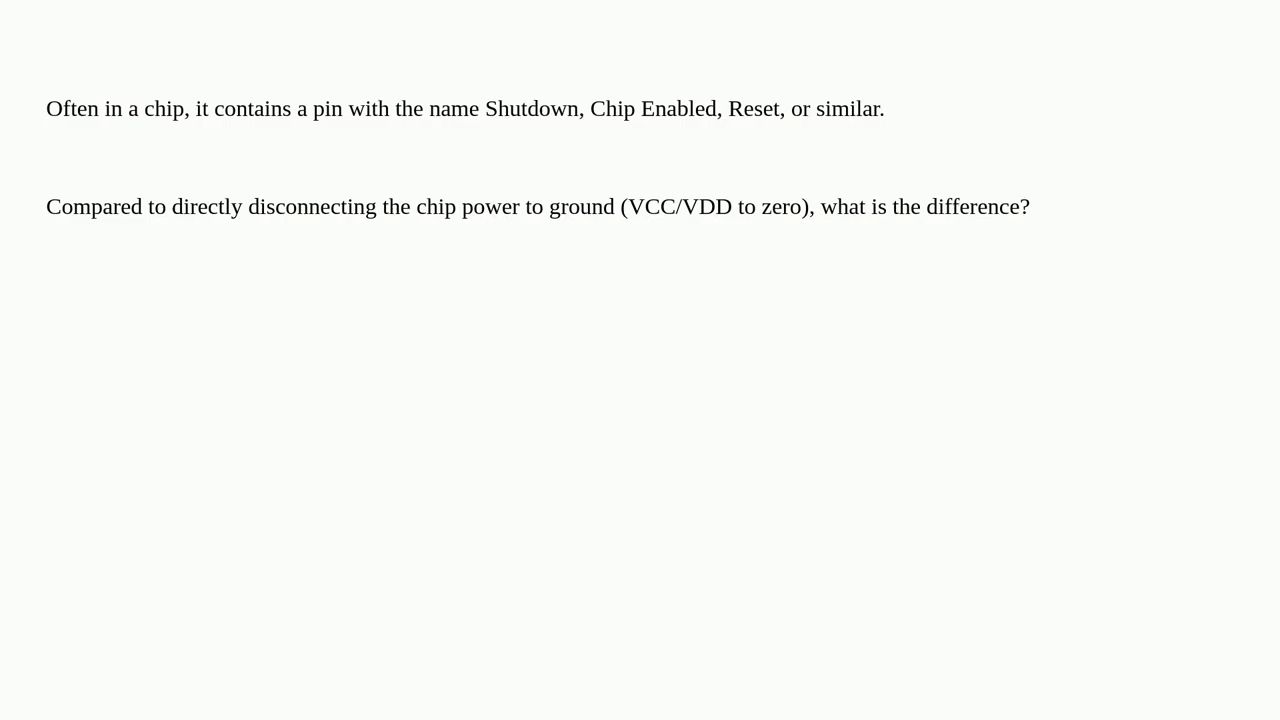 Often in a chip, it contains a pin with the name Shutdown, Chip Enabled, Reset, or similar.
Compared to directly disconnecting the chip power to ground (VCC/VDD to zero), what is the difference?